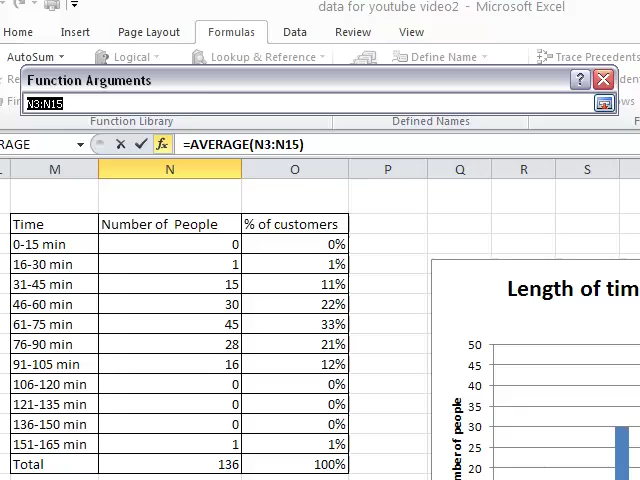 data for youtube video2 - Microsoft Excel
Home Insert Page Layout Formulas Data Review View
AutoSum Logical Lookup & Reference Define Name Trace Precedents
Function Arguments ?
N3:N15
Function Library Defined Names
=AVERAGE(N3:N15)
M N O P Q R S
Time Number of People % of customers
0-15 min 0 0%
16-30 min 1 1%
31-45 min 15 11%
46-60 min 30 22%
61-75 min 45 33%
76-90 min 28 21%
91-105 min 16 12%
106-120 min 0 0%
121-135 min 0 0%
136-150 min 0 0%
151-165 min 1 1%
Total 136 100%
Length of tim
50
45
40
35
30
25
20
mber of people